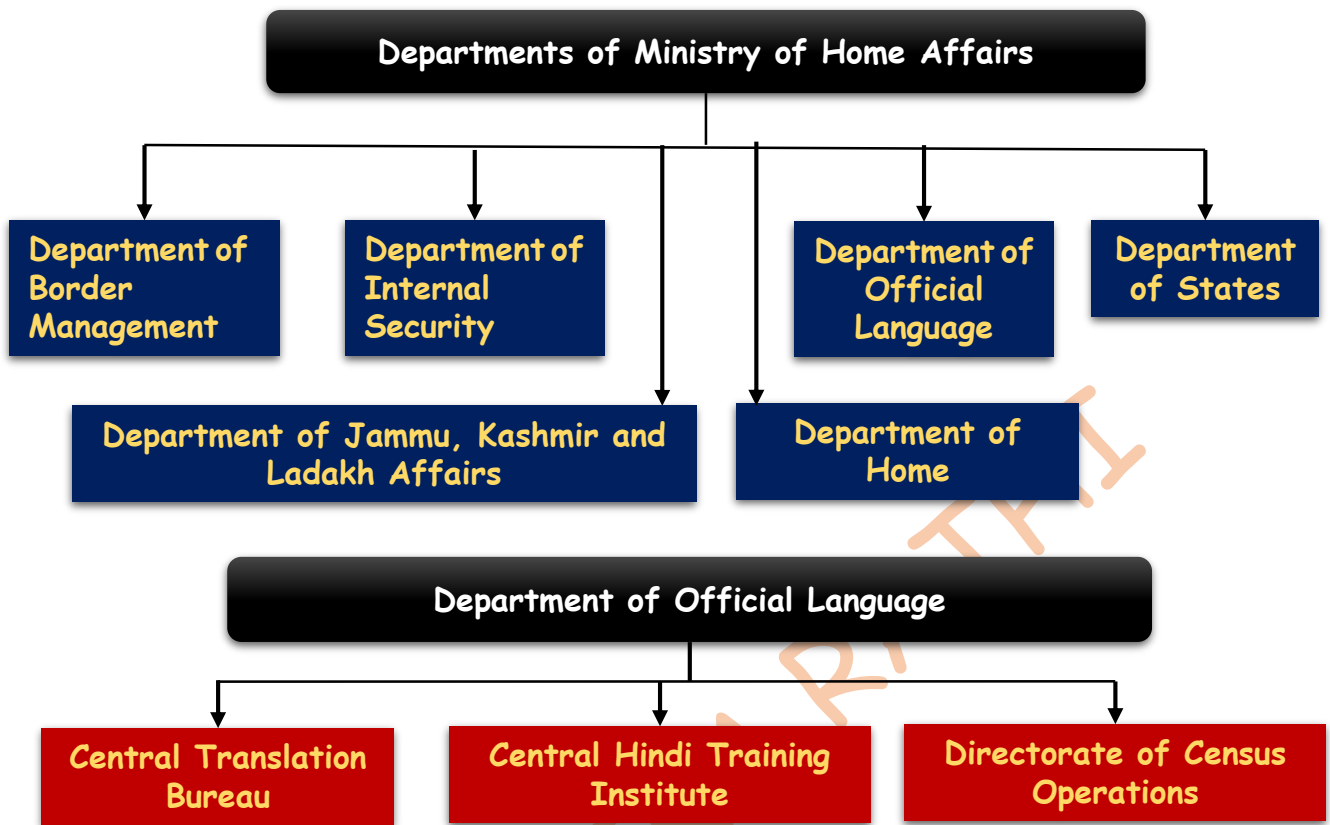 Departments of Ministry of Home Affairs
Department of
Border
Management
Department of
Internal
Security
Department of
Official
Language
Department
of States
Department of Jammu, Kashmir and
Ladakh Affairs
Department of
Home
Department of Official Language
Central Translation
Bureau
Central Hindi Training
Institute
Directorate of Census
Operations